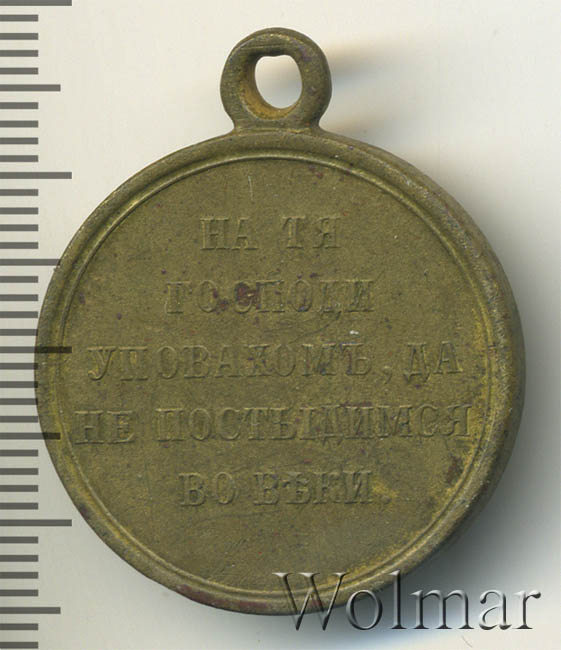 НА ТЯ
ГОСПОДИ
УПОВАХОМЪ, ДА
НЕ ПОСТЫДИМСЯ
ВО ВѢКИ
Wolmar